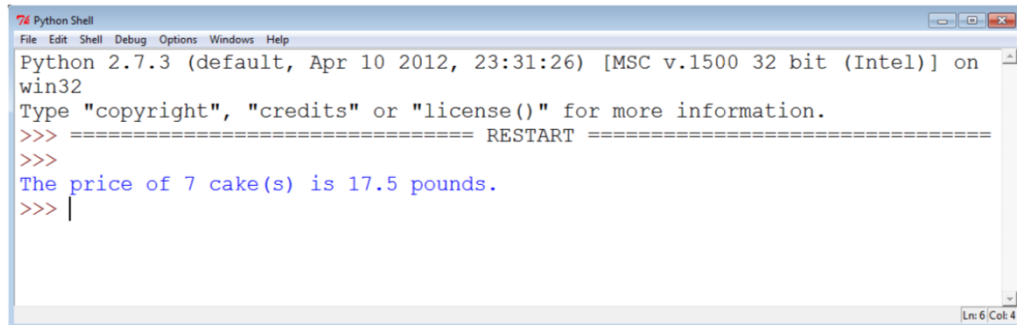 Python Shell
File Edit Shell Debug Options Windows Help
Python 2.7.3 (default, Apr 10 2012, 23:31:26) [MSC v.1500 32 bit (Intel)] on
win32
Type "copyright", "credits" or "license()" for more information.
>>> ================================ RESTART ================================
>>>
The price of 7 cake(s) is 17.5 pounds.
>>>
Ln: 6 Col: 4